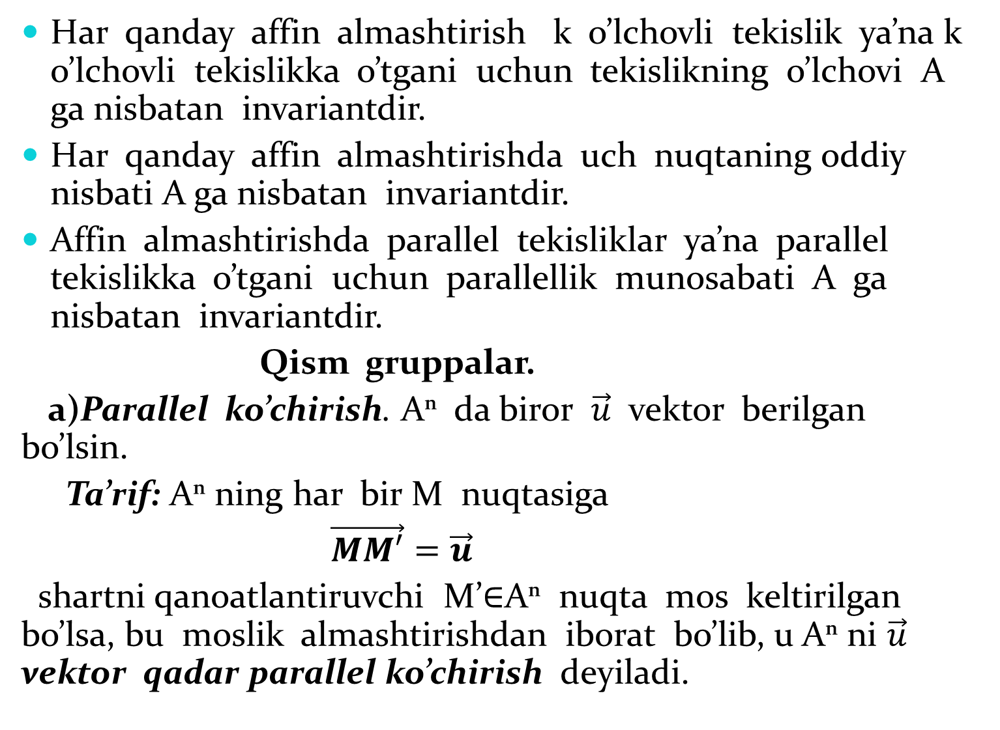 • Har qanday affin almashtirish k o’lchovli tekislik ya’na k
o’lchovli tekislikka o’tgani uchun tekislikning o’lchovi A
ga nisbatan invariantdir.
• Har qanday affin almashtirishda uch nuqtaning oddiy
nisbati A ga nisbatan invariantdir.
• Affin almashtirishda parallel tekisliklar ya’na parallel
tekislikka o’tgani uchun parallellik munosabati A ga
nisbatan invariantdir.
Qism gruppalar.
a)Parallel ko’chirish. Aⁿ da biror u⃗ vektor berilgan
bo’lsin.
Ta’rif: Aⁿ ning har bir M nuqtasiga
$\overrightarrow{MM'} = \vec{u}$
shartni qanoatlantiruvchi M’∈Aⁿ nuqta mos keltirilgan
bo’lsa, bu moslik almashtirishdan iborat bo’lib, u Aⁿ ni u⃗
vektor qadar parallel ko’chirish deyiladi.